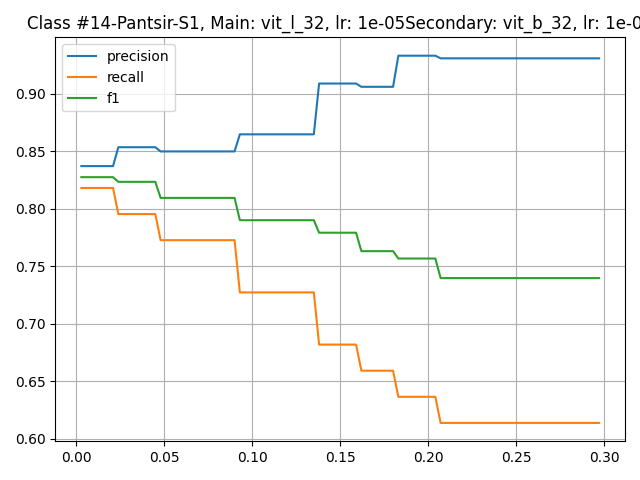 Class #14-Pantsir-S1, Main: vit_l_32, lr: 1e-05Secondary: vit_b_32, lr: 1e-0
precision
recall
f1
0.90
0.85
0.80
0.75
0.70
0.65
0.60
0.00 0.05 0.10 0.15 0.20 0.25 0.30